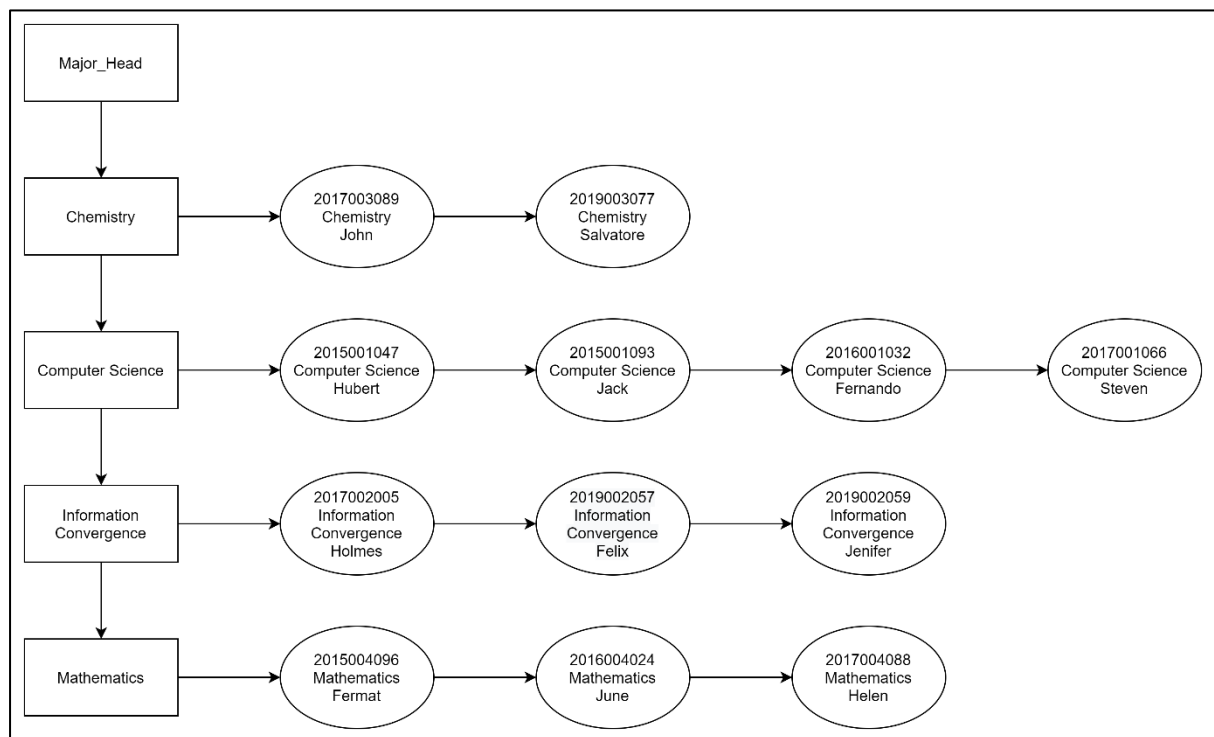 Major_Head
Chemistry
2017003089
Chemistry
John
2019003077
Chemistry
Salvatore
Computer Science
2015001047
Computer Science
Hubert
2015001093
Computer Science
Jack
2016001032
Computer Science
Fernando
2017001066
Computer Science
Steven
Information
Convergence
2017002005
Information
Convergence
Holmes
2019002057
Information
Convergence
Felix
2019002059
Information
Convergence
Jenifer
Mathematics
2015004096
Mathematics
Fermat
2016004024
Mathematics
June
2017004088
Mathematics
Helen